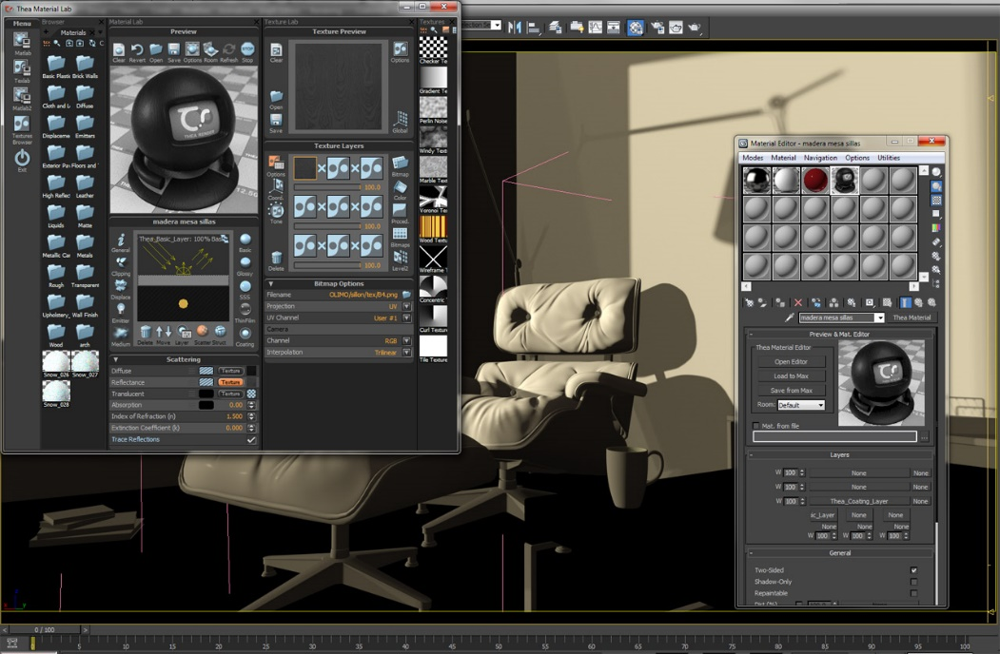 Thea Material Lab
Menu
Browser
Material Lab
Texture Lab
Textures
Matlab
Texlab
Matlab2
Textures Browser
Exit
Materials
Basic Plastic
Brick Walls
Diffuse
Displaceme
Emitters
Exterior Pa
Floors and
High Reflec
Leather
Liquids
Matte
Metallic Car
Metals
Rough
Transparent
Upholstery
Wall Finish
Wood
arch
Snow_026
Snow_027
Snow_028
Preview
Clear
Revert
Open
Save
Options
Room
Refresh
Stop
madera mesa sillas
Thea_Basic_Layer: 100% Basic
General
Clipping
Displace
Emitter
Medium
Basic
Glossy
SSS
ThinFilm
Coating
Delete
Move
Layer
Scatter
Struct
Scattering
Diffuse
Texture
Reflectance
Texture
Translucent
Texture
Absorption
0.00
Index of Refraction (n)
1.500
Extinction Coefficient (k)
0.000
Trace Reflections
Texture Preview
Clear
Open
Save
Options
Global
Texture Layers
Options
Coord.
Tone
Delete
100.0
100.0
100.0
Bitmap
Color
Proced.
Bitmaps
Level2
Bitmap Options
Filename
OLIMO/sillon/tex/B4.png
Projection
UV
UV Channel
User #1
Camera
Channel
RGB
Interpolation
Trilinear
Checker Te
Gradient Te
Perlin Noise
Windy Text
Marble Text
Voronoi Tex
Wood Textu
Wireframe T
Concentric
Curl Texture
Tile Texture
Material Editor - madera mesa sillas
Modes
Material
Navigation
Options
Utilities
madera mesa sillas
Thea Material
Preview & Mat. Editor
Thea Material Editor
Open Editor
Load to Max
Save from Max
Room:
Default
Mat. from file
...
Layers
W 100
None
None
W 100
None
None
W 100
Thea_Coating_Layer
None
ic_Layer
None
None
None
None
None
W 100
W 100
W 100
General
Two-Sided
Shadow-Only
Repaintable
0 / 100
0
5
10
15
20
25
30
35
40
45
50
55
60
65
70
75
80
85
90
95
100